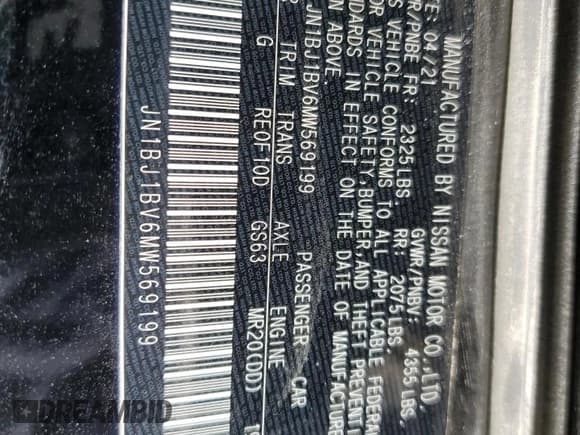 MANUFACTURED BY NISSAN MOTOR CO.,LTD.
04/21 GVWR/PNBV: 4355 LBS,
/PNBE FR: 2325 LBS RR: 2075 LBS,
VEHICLE CONFORMS TO ALL APPLICABLE FEDERA
OR VEHICLE SAFETY,BUMPER,AND THEFT PREVENTI
NDARDS IN EFFECT ON THE DATE OF MANUFACTURE
WN ABOVE
JN1BJ1BV6MW569199 PASSENGER CAR
R TRIM TRANS AXLE ENGINE
G RE0F10D GS63 MR20(DD)
JN1BJ1BV6MW569199
DREAMBID